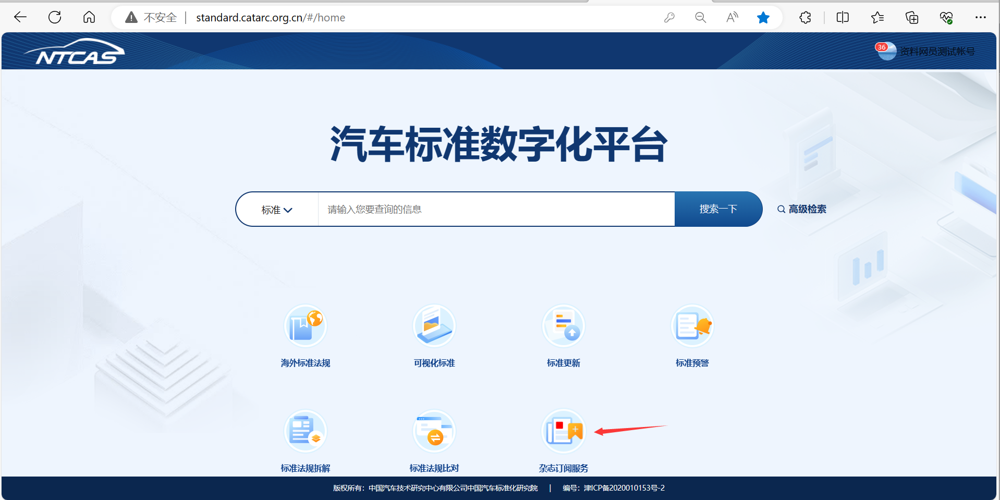 不安全 | standard.catarc.org.cn/#/home
NTCAS
36 资料网员测试帐号
汽车标准数字化平台
标准 请输入您要查询的信息 搜索一下 高级检索
海外标准法规 可视化标准 标准更新 标准预警
标准法规拆解 标准法规比对 杂志订阅服务
版权所有：中国汽车技术研究中心有限公司中国汽车标准化研究院 | 编号：津ICP备2020010153号-2